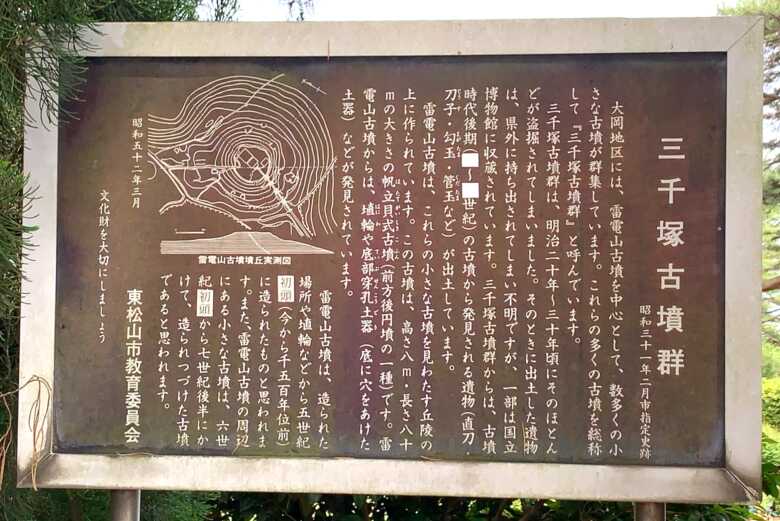 三千塚古墳群
昭和三十一年二月市指定史跡
大岡地区には、雷電山古墳を中心として、数多くの小
さな古墳が群集しています。これらの多くの古墳を総称
して『三千塚古墳群』と呼んでいます。
三千塚古墳群は、明治二十年〜三十年頃にそのほとん
どが盗掘されてしまいました。そのときに出土した遺物
は、県外に持ち出されてしまい不明ですが、一部は国立
博物館に収蔵されています。三千塚古墳群からは、古墳
時代後期(〜世紀)の古墳から発見される遺物(直刀・
刀子・勾玉・管玉など)が出土しています。
雷電山古墳は、これらの小さな古墳を見わたす丘陵の
上に作られています。この古墳は、高さ八m・長さ八十
mの大きさの帆立貝式古墳(前方後円墳の一種)です。雷
電山古墳からは、埴輪や底部穿孔土器(底に穴をあけた
土器)などが発見されています。
雷電山古墳墳丘実測図
雷電山古墳は、造られた
場所や埴輪などから五世紀
初頭(今から千五百年位前)
に造られたものと思われま
す。また、雷電山古墳の周辺
にある小さな古墳は、六世
紀初頭から七世紀後半にか
けて、造られつづけた古墳
であると思われます。
昭和五十二年三月
東松山市教育委員会
文化財を大切にしましょう